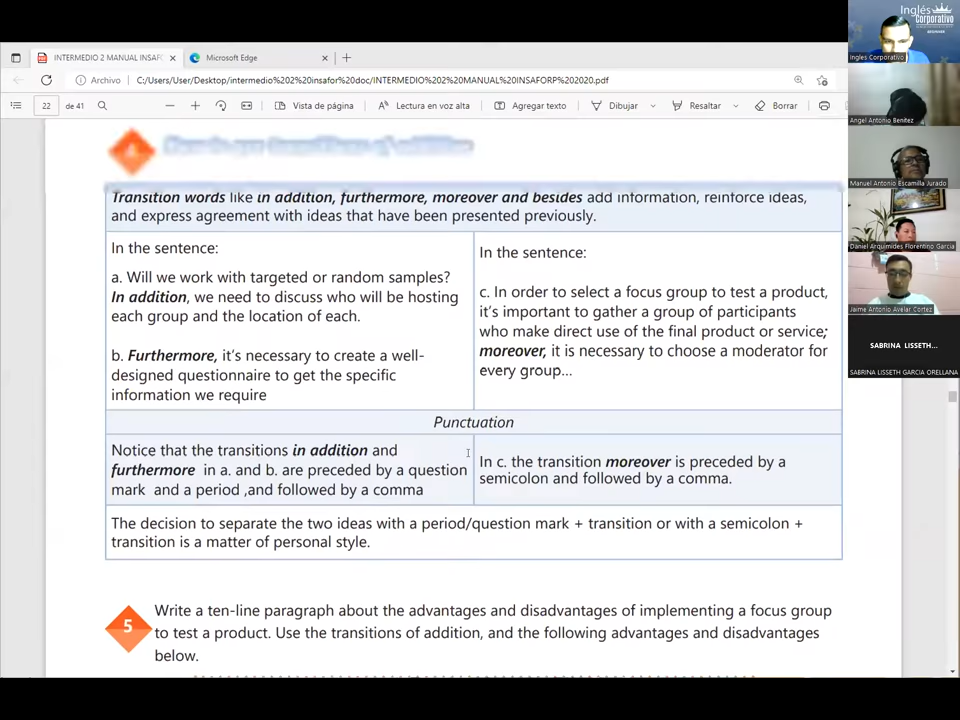 INTERMEDIO 2 MANUAL INSAFOR
Microsoft Edge
Archivo
C:/Users/User/Desktop/intermedio%202%20insafor%20doc/INTERMEDIO%202%20MANUAL%20INSAFORP%202020.pdf
22 de 41
Vista de página
Lectura en voz alta
Agregar texto
Dibujar
Resaltar
Borrar
Transition words like in addition, furthermore, moreover and besides add information, reinforce ideas,
and express agreement with ideas that have been presented previously.
In the sentence:
a. Will we work with targeted or random samples?
In addition, we need to discuss who will be hosting
each group and the location of each.
b. Furthermore, it's necessary to create a well-
designed questionnaire to get the specific
information we require
In the sentence:
c. In order to select a focus group to test a product,
it's important to gather a group of participants
who make direct use of the final product or service;
moreover, it is necessary to choose a moderator for
every group...
Punctuation
Notice that the transitions in addition and
furthermore in a. and b. are preceded by a question
mark and a period ,and followed by a comma
In c. the transition moreover is preceded by a
semicolon and followed by a comma.
The decision to separate the two ideas with a period/question mark + transition or with a semicolon +
transition is a matter of personal style.
5
Write a ten-line paragraph about the advantages and disadvantages of implementing a focus group
to test a product. Use the transitions of addition, and the following advantages and disadvantages
below.
Inglés
Corporativo
Ingles Corporativo
Angel Antonio Benitez
Manuel Antonio Escamilla Jurado
Daniel Arquimides Florentino Garcia
Jaime Antonio Avelar Cortez
SABRINA LISSETH...
SABRINA LISSETH GARCIA ORELLANA